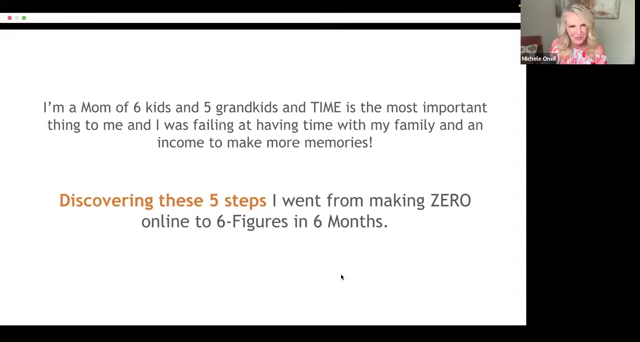 Michele Oneil
I'm a Mom of 6 kids and 5 grandkids and TIME is the most important
thing to me and I was failing at having time with my family and an
income to make more memories!
Discovering these 5 steps I went from making ZERO
online to 6-Figures in 6 Months.